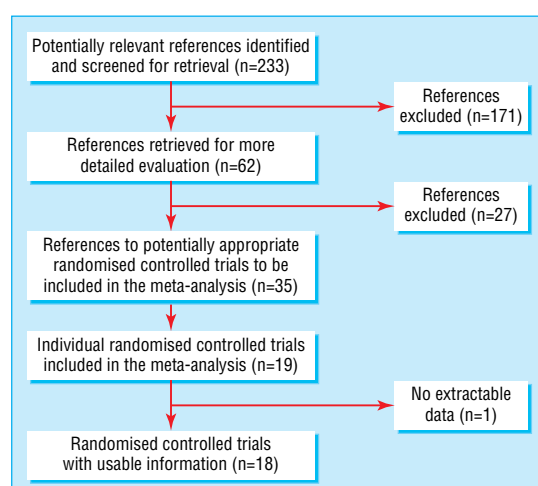 Potentially relevant references identified
and screened for retrieval (n=233)
References
excluded (n=171)
References retrieved for more
detailed evaluation (n=62)
References
excluded (n=27)
References to potentially appropriate
randomised controlled trials to be
included in the meta-analysis (n=35)
Individual randomised controlled trials
included in the meta-analysis (n=19)
No extractable
data (n=1)
Randomised controlled trials
with usable information (n=18)